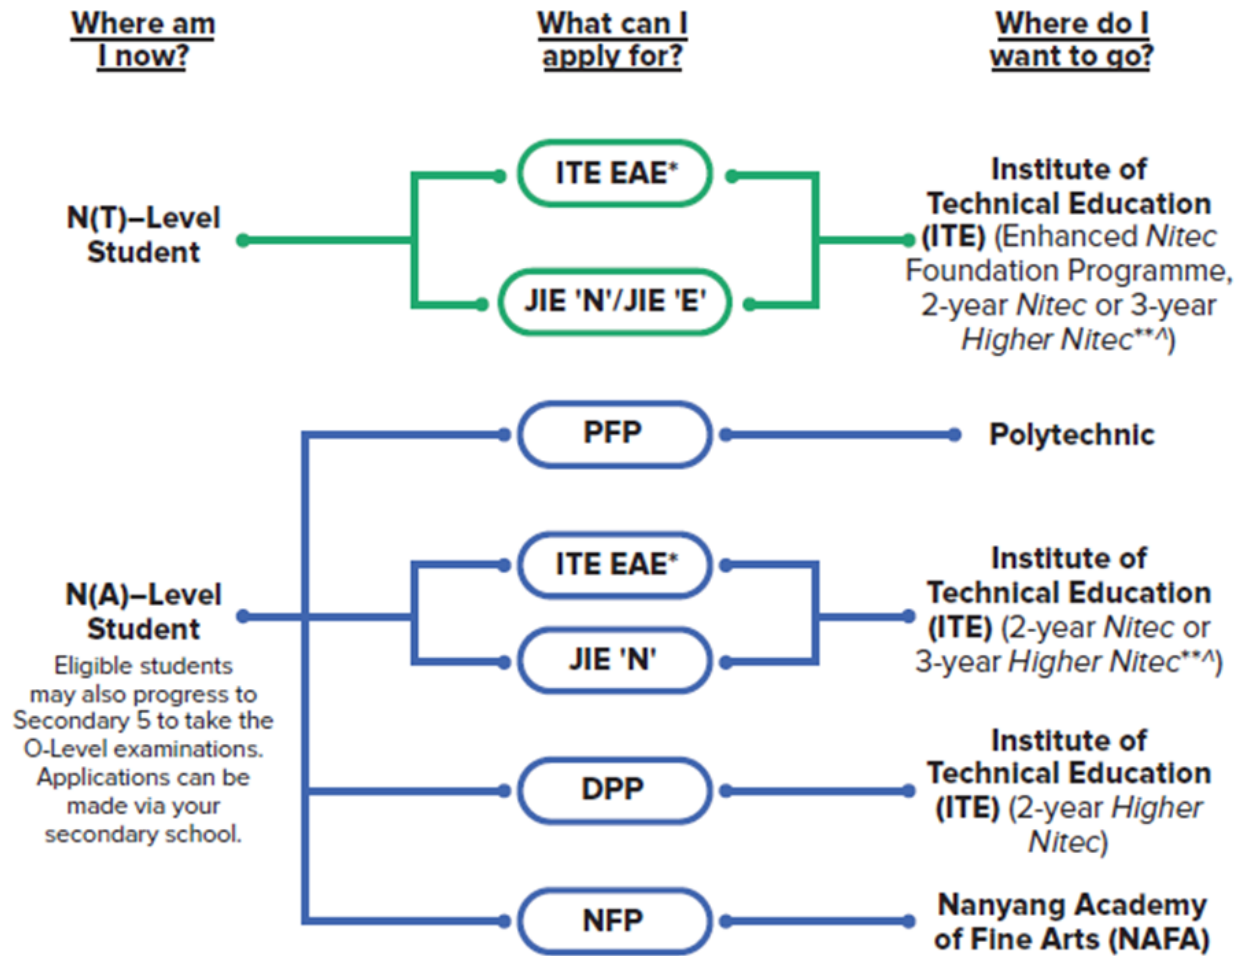 Where am
I now?
What can I
apply for?
Where do I
want to go?
N(T)–Level
Student
ITE EAE*
JIE 'N'/JIE 'E'
Institute of
Technical Education
(ITE) (Enhanced Nitec
Foundation Programme,
2-year Nitec or 3-year
Higher Nitec**^)
N(A)–Level
Student
Eligible students
may also progress to
Secondary 5 to take the
O-Level examinations.
Applications can be
made via your
secondary school.
PFP
Polytechnic
ITE EAE*
JIE 'N'
Institute of
Technical Education
(ITE) (2-year Nitec or
3-year Higher Nitec**^)
DPP
Institute of
Technical Education
(ITE) (2-year Higher
Nitec)
NFP
Nanyang Academy
of Fine Arts (NAFA)